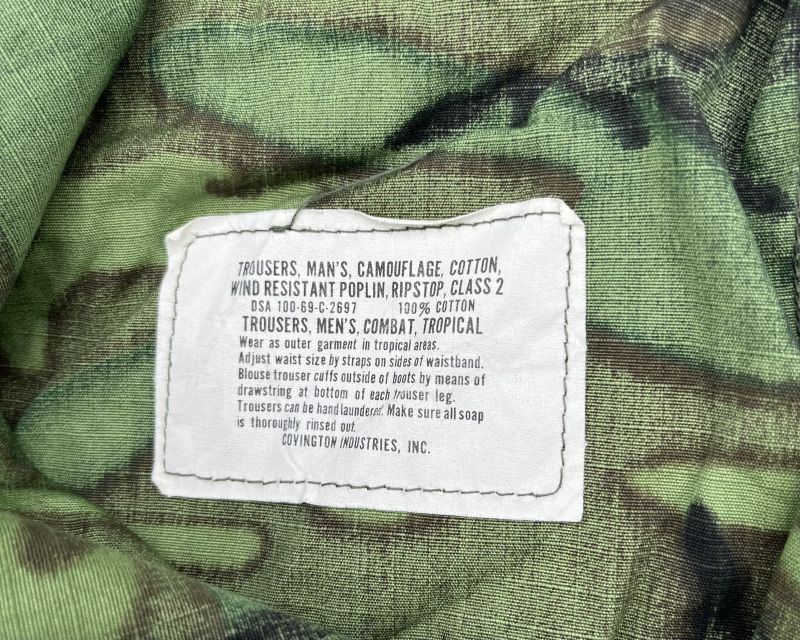 TROUSERS, MAN'S, CAMOUFLAGE, COTTON,
WIND RESISTANT POPLIN, RIPSTOP, CLASS 2
DSA 100-69-C-2697 100% COTTON
TROUSERS, MEN'S, COMBAT, TROPICAL
Wear as outer garment in tropical areas.
Adjust waist size by straps on sides of waistband.
Blouse trouser cuffs outside of boots by means of
drawstring at bottom of each trouser leg.
Trousers can be hand laundered. Make sure all soap
is thoroughly rinsed out.
COVINGTON INDUSTRIES, INC.